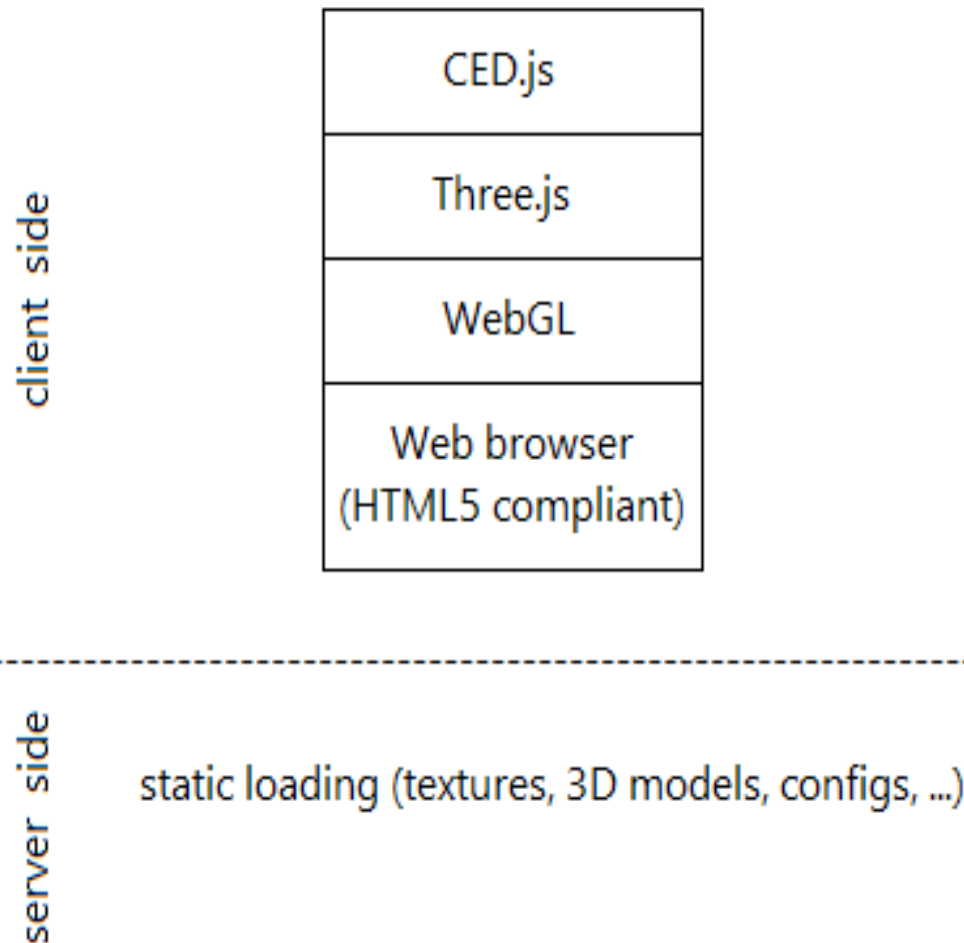 CED.js
Three.js
WebGL
Web browser
(HTML5 compliant)
client side
server side
static loading (textures, 3D models, configs, ...)